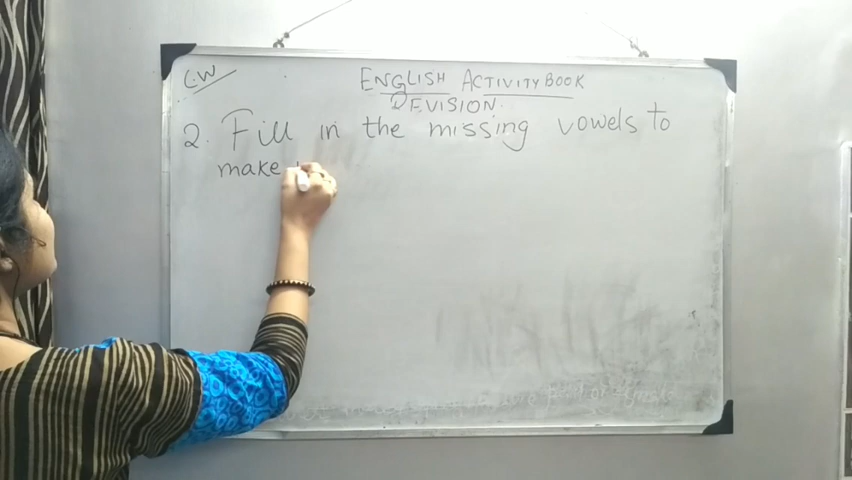 C.W
ENGLISH ACTIVITY BOOK
REVISION.
2. Fill in the missing vowels to
make